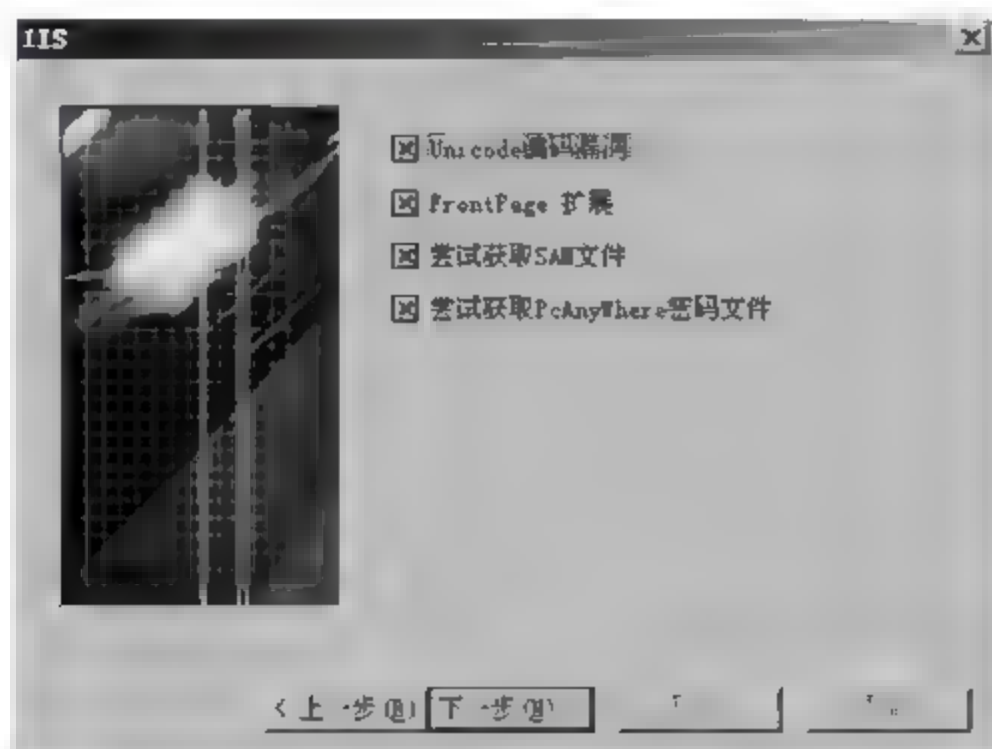 IIS
Unicode编码漏洞
FrontPage 扩展
尝试获取SAM文件
尝试获取PcAnyWhere密码文件
<上一步(B) 下一步(N)